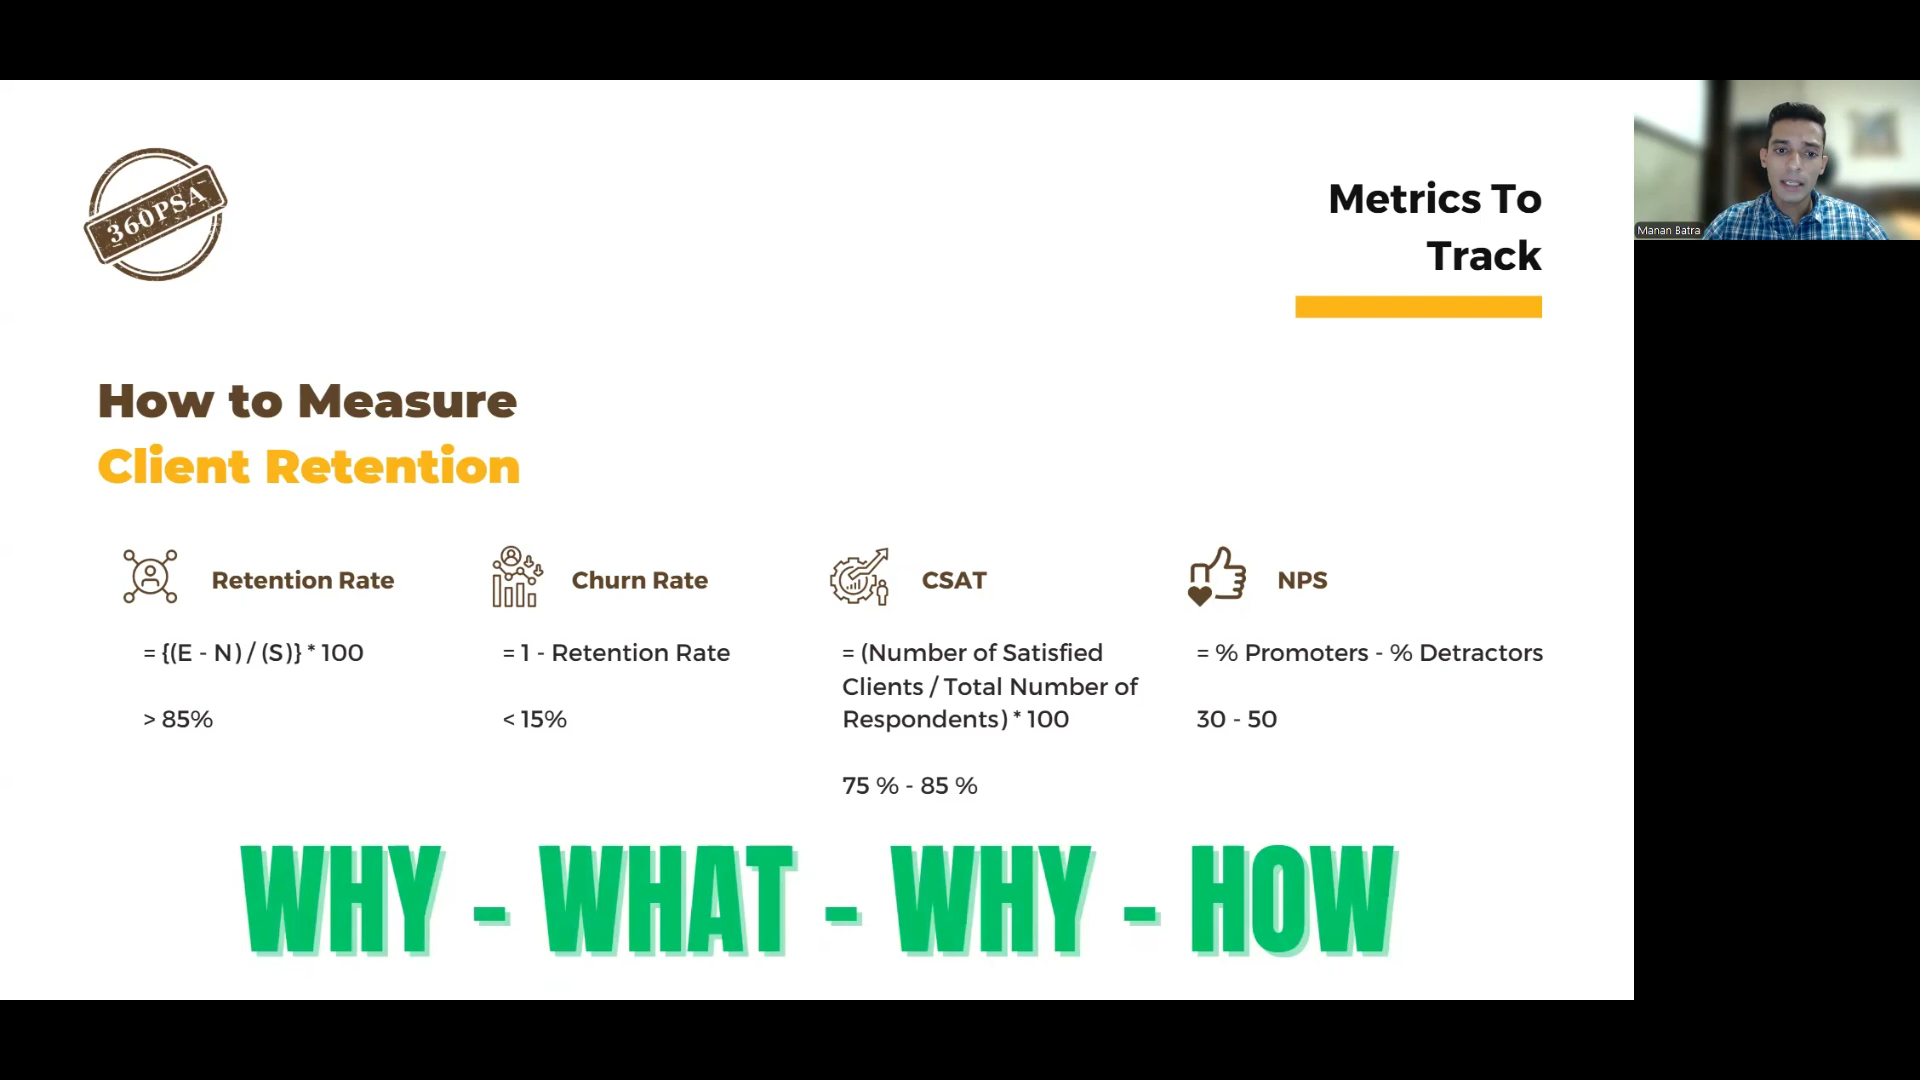 360PSA
Metrics To
Track
Manan Batra
How to Measure
Client Retention
Retention Rate
= {(E - N) / (S)} * 100
> 85%
Churn Rate
= 1 - Retention Rate
< 15%
CSAT
= (Number of Satisfied
Clients / Total Number of
Respondents) * 100
75 % - 85 %
NPS
= % Promoters - % Detractors
30 - 50
WHY - WHAT - WHY - HOW